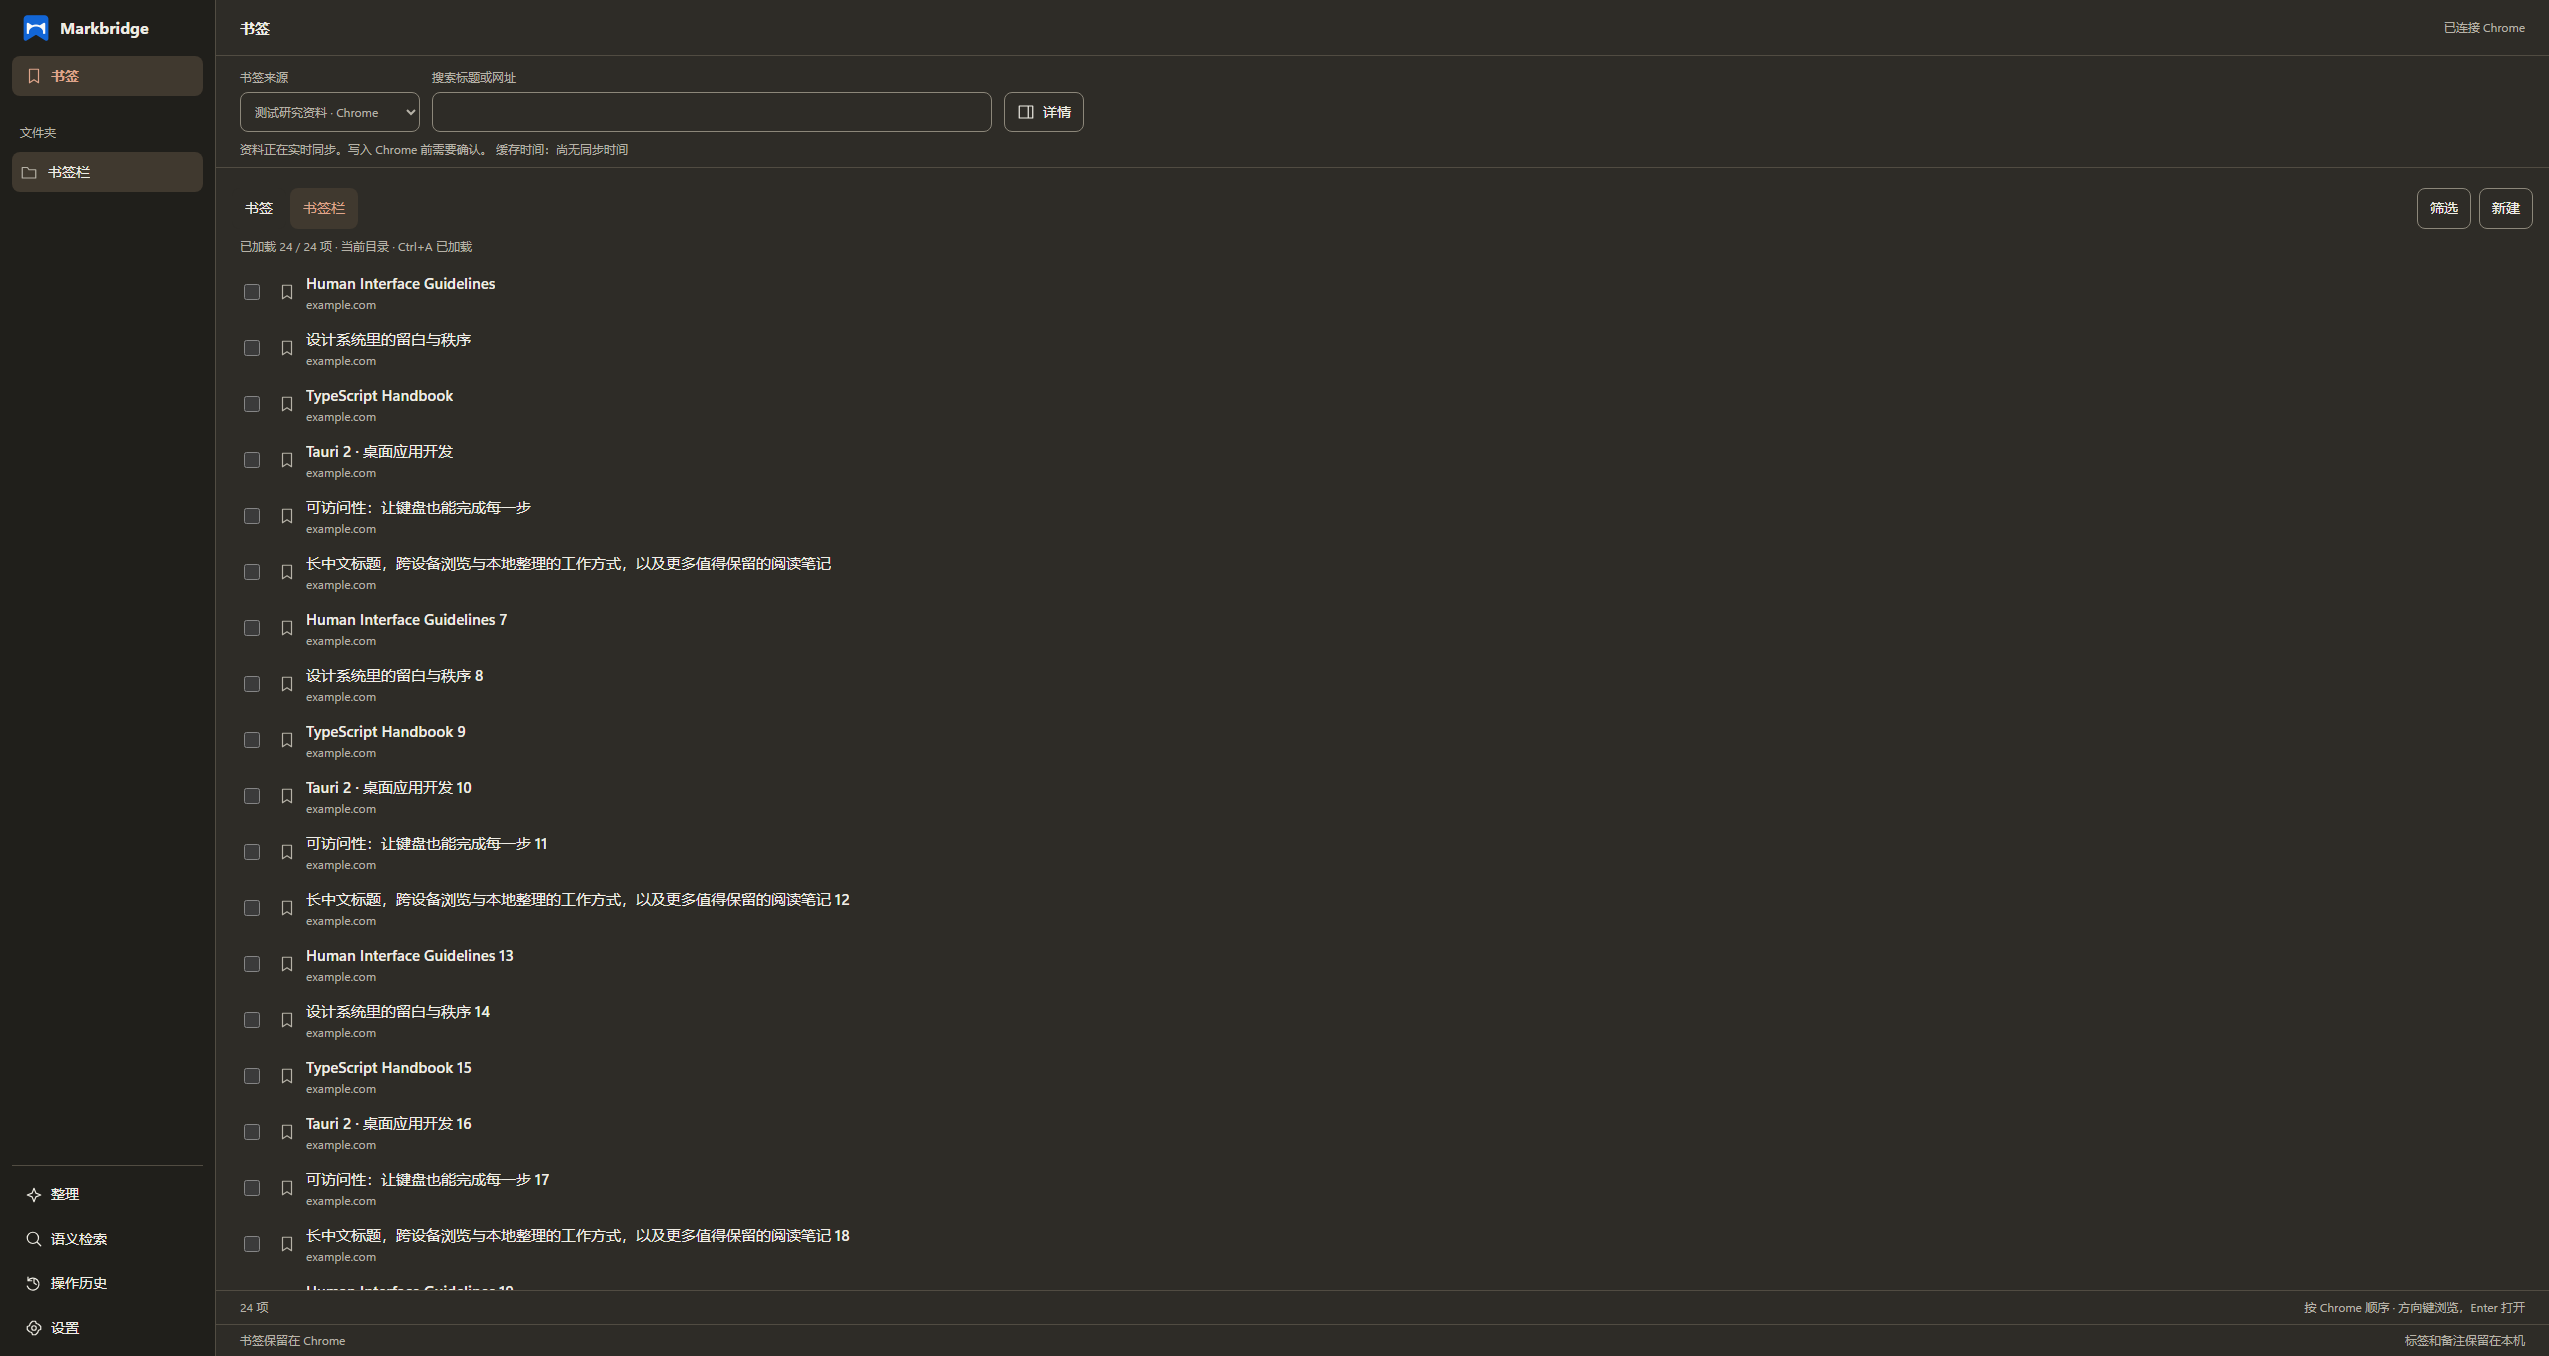 Markbridge
书签
已连接 Chrome
书签
文件夹
书签栏
整理
语义检索
操作历史
设置
书签来源
搜索标题或网址
测试研究资料 · Chrome
详情
资料正在实时同步。写入 Chrome 前需要确认。 缓存时间：尚无同步时间
书签
书签栏
筛选
新建
已加载 24 / 24 项 · 当前目录 · Ctrl+A 已加载
Human Interface Guidelines
example.com
设计系统里的留白与秩序
example.com
TypeScript Handbook
example.com
Tauri 2 · 桌面应用开发
example.com
可访问性：让键盘也能完成每一步
example.com
长中文标题，跨设备浏览与本地整理的工作方式，以及更多值得保留的阅读笔记
example.com
Human Interface Guidelines 7
example.com
设计系统里的留白与秩序 8
example.com
TypeScript Handbook 9
example.com
Tauri 2 · 桌面应用开发 10
example.com
可访问性：让键盘也能完成每一步 11
example.com
长中文标题，跨设备浏览与本地整理的工作方式，以及更多值得保留的阅读笔记 12
example.com
Human Interface Guidelines 13
example.com
设计系统里的留白与秩序 14
example.com
TypeScript Handbook 15
example.com
Tauri 2 · 桌面应用开发 16
example.com
可访问性：让键盘也能完成每一步 17
example.com
长中文标题，跨设备浏览与本地整理的工作方式，以及更多值得保留的阅读笔记 18
example.com
Human Interface Guidelines 19
24 项
按 Chrome 顺序 · 方向键浏览，Enter 打开
书签保留在 Chrome
标签和备注保留在本机